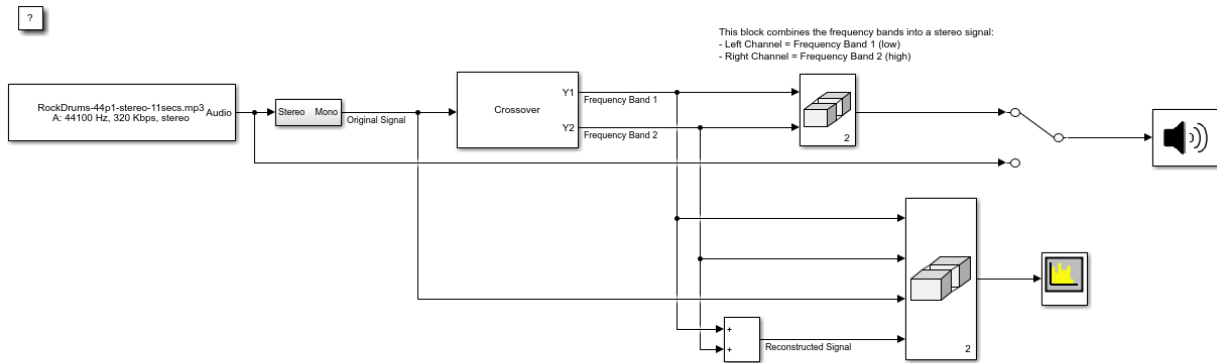 ?
This block combines the frequency bands into a stereo signal:
- Left Channel = Frequency Band 1 (low)
- Right Channel = Frequency Band 2 (high)
RockDrums-44p1-stereo-11secs.mp3
A: 44100 Hz, 320 Kbps, stereo
Audio
Stereo Mono
Original Signal
Crossover
Y1
Frequency Band 1
Y2
Frequency Band 2
2
+
+
Reconstructed Signal
2